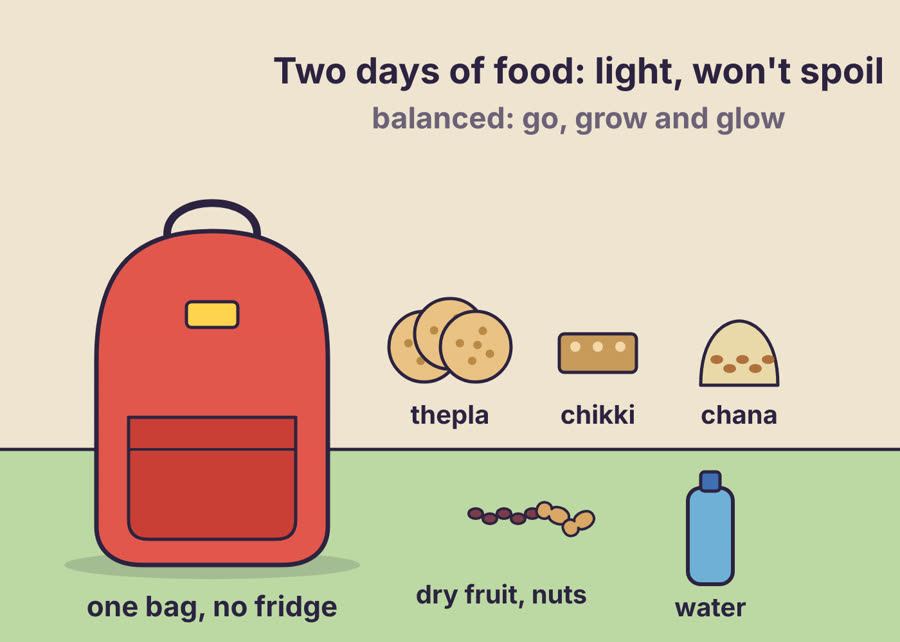 Two days of food: light, won't spoil
balanced: go, grow and glow
thepla
chikki
chana
dry fruit, nuts
water
one bag, no fridge